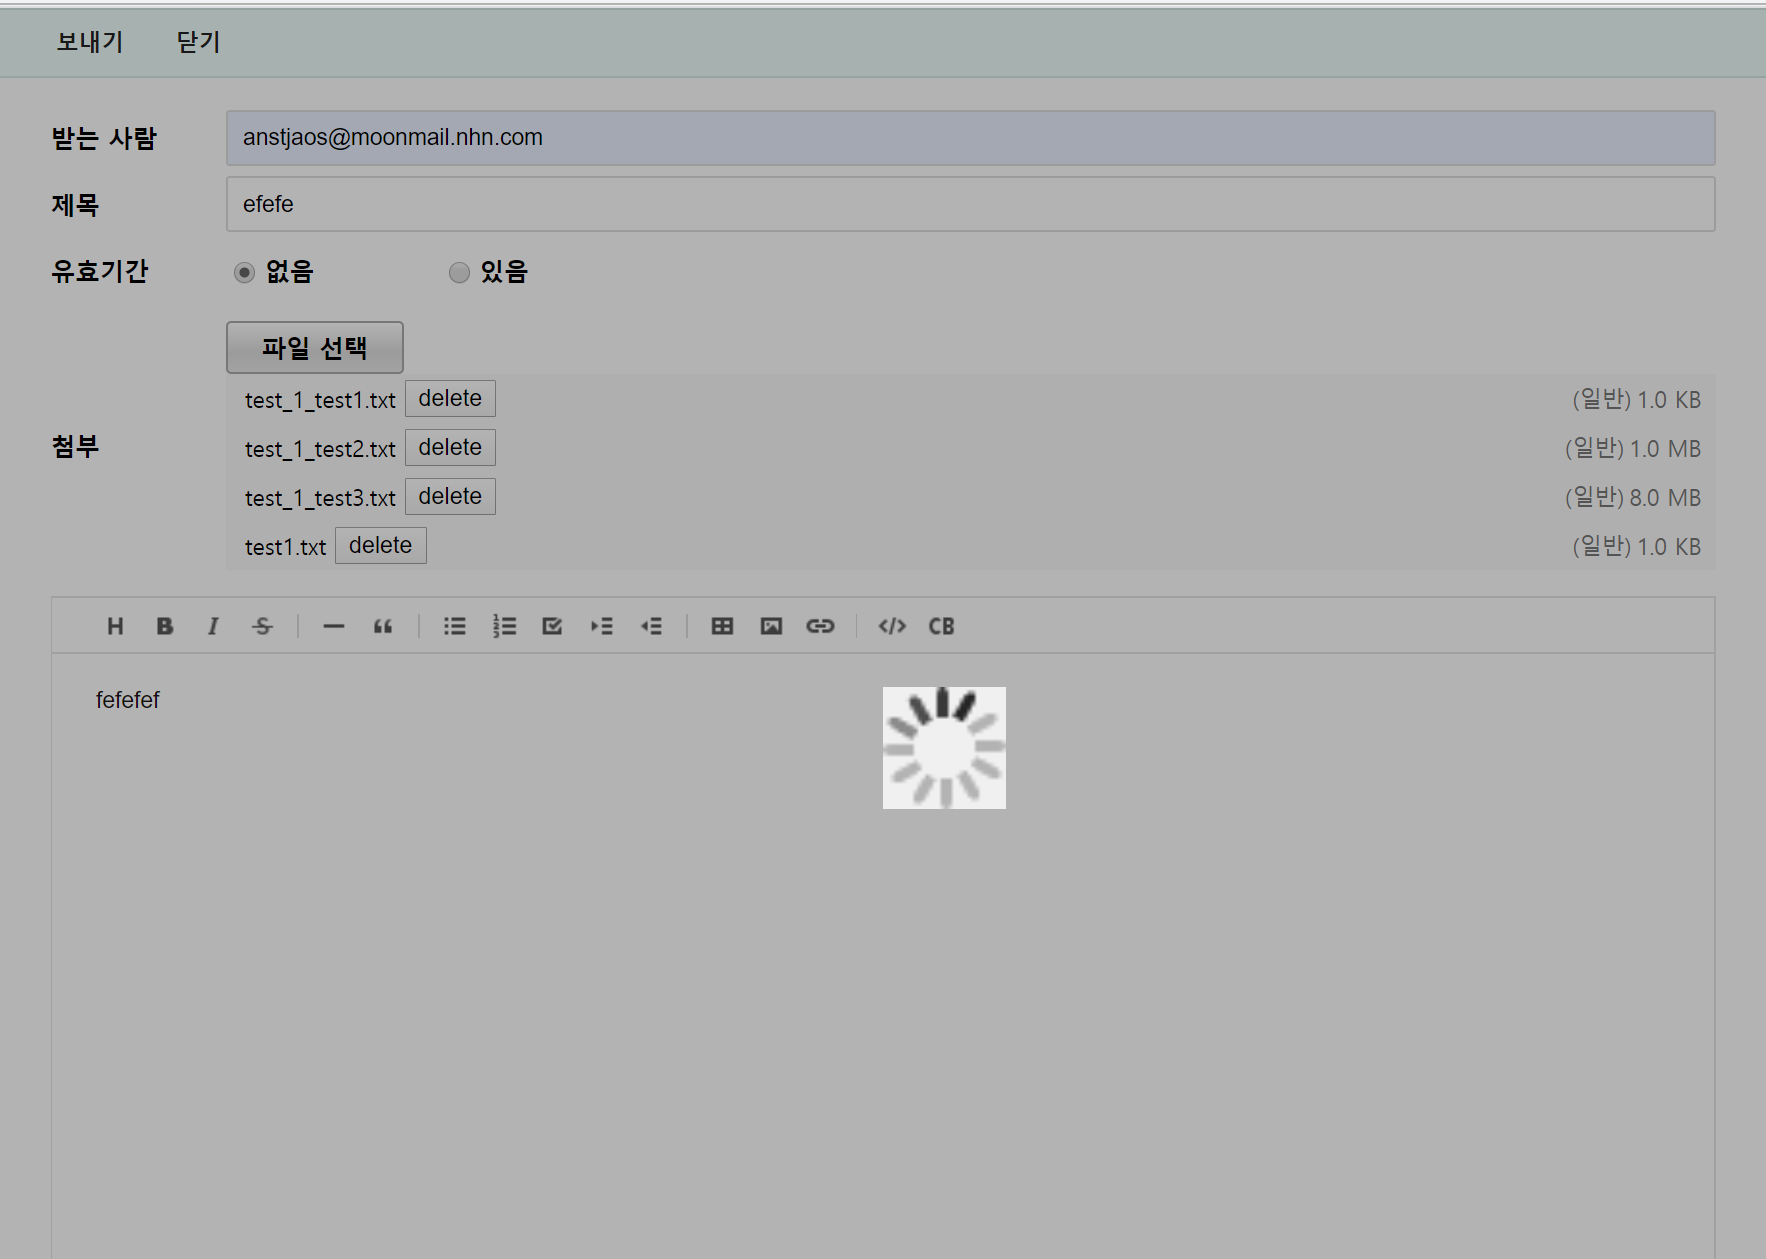 보내기 닫기
받는 사람 anstjaos@moonmail.nhn.com
제목 efefe
유효기간 없음 있음
파일 선택
test_1_test1.txt delete (일반) 1.0 KB
첨부 test_1_test2.txt delete (일반) 1.0 MB
test_1_test3.txt delete (일반) 8.0 MB
test1.txt delete (일반) 1.0 KB
H B I S — “ </> CB
fefefef